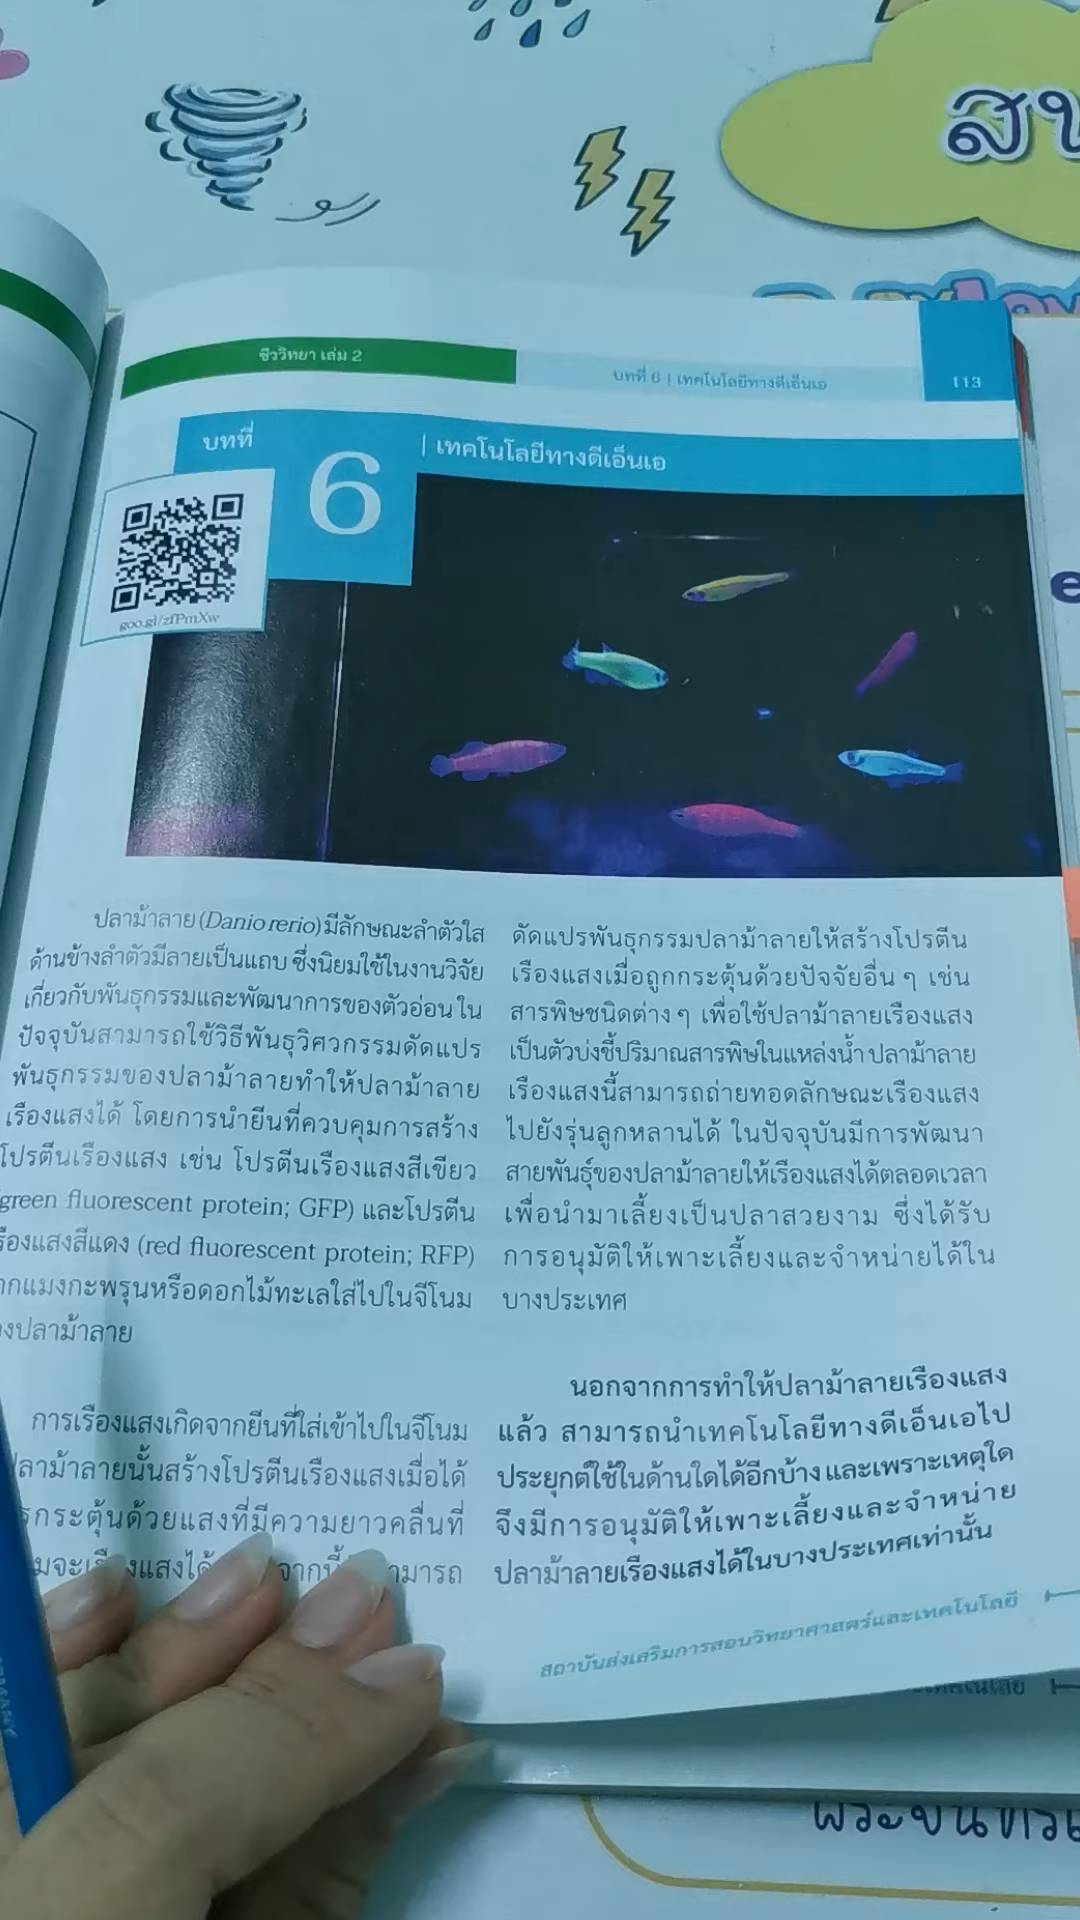 ชีววิทยา เล่ม 2
บทที่ 6 | เทคโนโลยีทางดีเอ็นเอ
113
บทที่
6
| เทคโนโลยีทางดีเอ็นเอ
goo.gl/zfPmXw
ปลาม้าลาย (Danio rerio) มีลักษณะลำตัวใส
ด้านข้างลำตัวมีลายเป็นแถบ ซึ่งนิยมใช้ในงานวิจัย
เกี่ยวกับพันธุกรรมและพัฒนาการของตัวอ่อน ใน
ปัจจุบันสามารถใช้วิธีพันธุวิศวกรรมดัดแปร
พันธุกรรมของปลาม้าลายทำให้ปลาม้าลาย
เรืองแสงได้ โดยการนำยีนที่ควบคุมการสร้าง
โปรตีนเรืองแสง เช่น โปรตีนเรืองแสงสีเขียว
green fluorescent protein; GFP) และโปรตีน
เรืองแสงสีแดง (red fluorescent protein; RFP)
แมงกะพรุนหรือดอกไม้ทะเลใส่ไปในจีโนม
ปลาม้าลาย
การเรืองแสงเกิดจากยีนที่ใส่เข้าไปในจีโนม
ปลาม้าลายนั้นสร้างโปรตีนเรืองแสงเมื่อได้
กระตุ้นด้วยแสงที่มีความยาวคลื่นที่
ดัดแปรพันธุกรรมปลาม้าลายให้สร้างโปรตีน
เรืองแสงเมื่อถูกกระตุ้นด้วยปัจจัยอื่น ๆ เช่น
สารพิษชนิดต่าง ๆ เพื่อใช้ปลาม้าลายเรืองแสง
เป็นตัวบ่งชี้ปริมาณสารพิษในแหล่งน้ำ ปลาม้าลาย
เรืองแสงนี้สามารถถ่ายทอดลักษณะเรืองแสง
ไปยังรุ่นลูกหลานได้ ในปัจจุบันมีการพัฒนา
สายพันธุ์ของปลาม้าลายให้เรืองแสงได้ตลอดเวลา
เพื่อนำมาเลี้ยงเป็นปลาสวยงาม ซึ่งได้รับ
การอนุมัติให้เพาะเลี้ยงและจำหน่ายได้ใน
บางประเทศ
นอกจากการทำให้ปลาม้าลายเรืองแสง
แล้ว สามารถนำเทคโนโลยีทางดีเอ็นเอไป
ประยุกต์ใช้ในด้านใดได้อีกบ้าง และเพราะเหตุใด
จึงมีการอนุมัติให้เพาะเลี้ยงและจำหน่าย
ปลาม้าลายเรืองแสงได้ในบางประเทศเท่านั้น
สถาบันส่งเสริมการสอนวิทยาศาสตร์และเทคโนโลยี